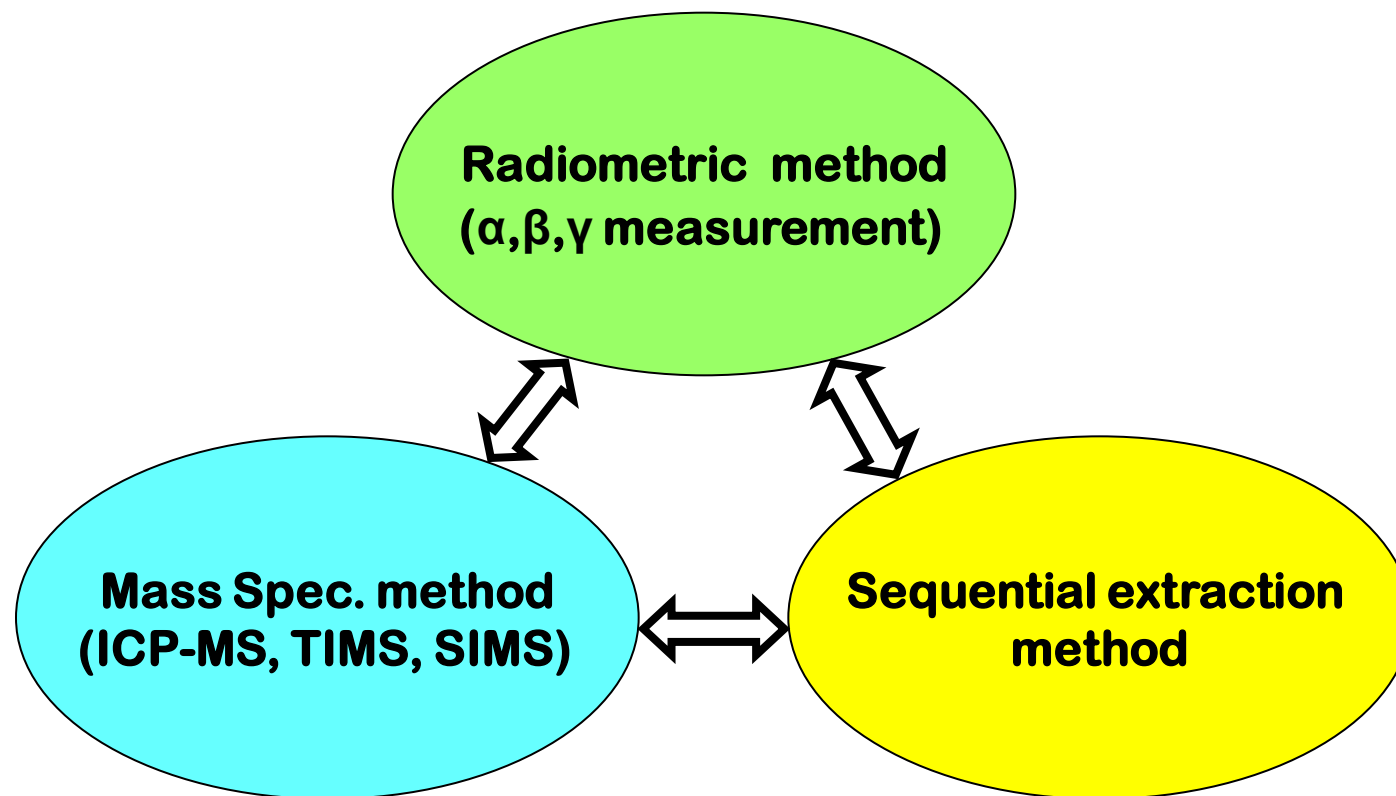 Radiometric  method
(α,β,γ measurement)
Mass Spec. method
(ICP-MS, TIMS, SIMS)
Sequential extraction
method